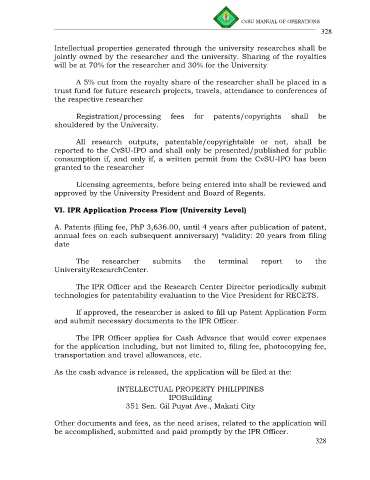 CvSU MANUAL OF OPERATIONS
328
Intellectual properties generated through the university researches shall be
jointly owned by the researcher and the university. Sharing of the royalties
will be at 70% for the researcher and 30% for the University
A 5% cut from the royalty share of the researcher shall be placed in a
trust fund for future research projects, travels, attendance to conferences of
the respective researcher
Registration/processing fees for patents/copyrights shall be
shouldered by the University.
All research outputs, patentable/copyrightable or not, shall be
reported to the CvSU-IPO and shall only be presented/published for public
consumption if, and only if, a written permit from the CvSU-IPO has been
granted to the researcher
Licensing agreements, before being entered into shall be reviewed and
approved by the University President and Board of Regents.
VI. IPR Application Process Flow (University Level)
A. Patents (filing fee, PhP 3,636.00, until 4 years after publication of patent,
annual fees on each subsequent anniversary) *validity: 20 years from filing
date
The researcher submits the terminal report to the
UniversityResearchCenter.
The IPR Officer and the Research Center Director periodically submit
technologies for patentability evaluation to the Vice President for RECETS.
If approved, the researcher is asked to fill up Patent Application Form
and submit necessary documents to the IPR Officer.
The IPR Officer applies for Cash Advance that would cover expenses
for the application including, but not limited to, filing fee, photocopying fee,
transportation and travel allowances, etc.
As the cash advance is released, the application will be filed at the:
INTELLECTUAL PROPERTY PHILIPPINES
IPOBuilding
351 Sen. Gil Puyat Ave., Makati City
Other documents and fees, as the need arises, related to the application will
be accomplished, submitted and paid promptly by the IPR Officer.
328